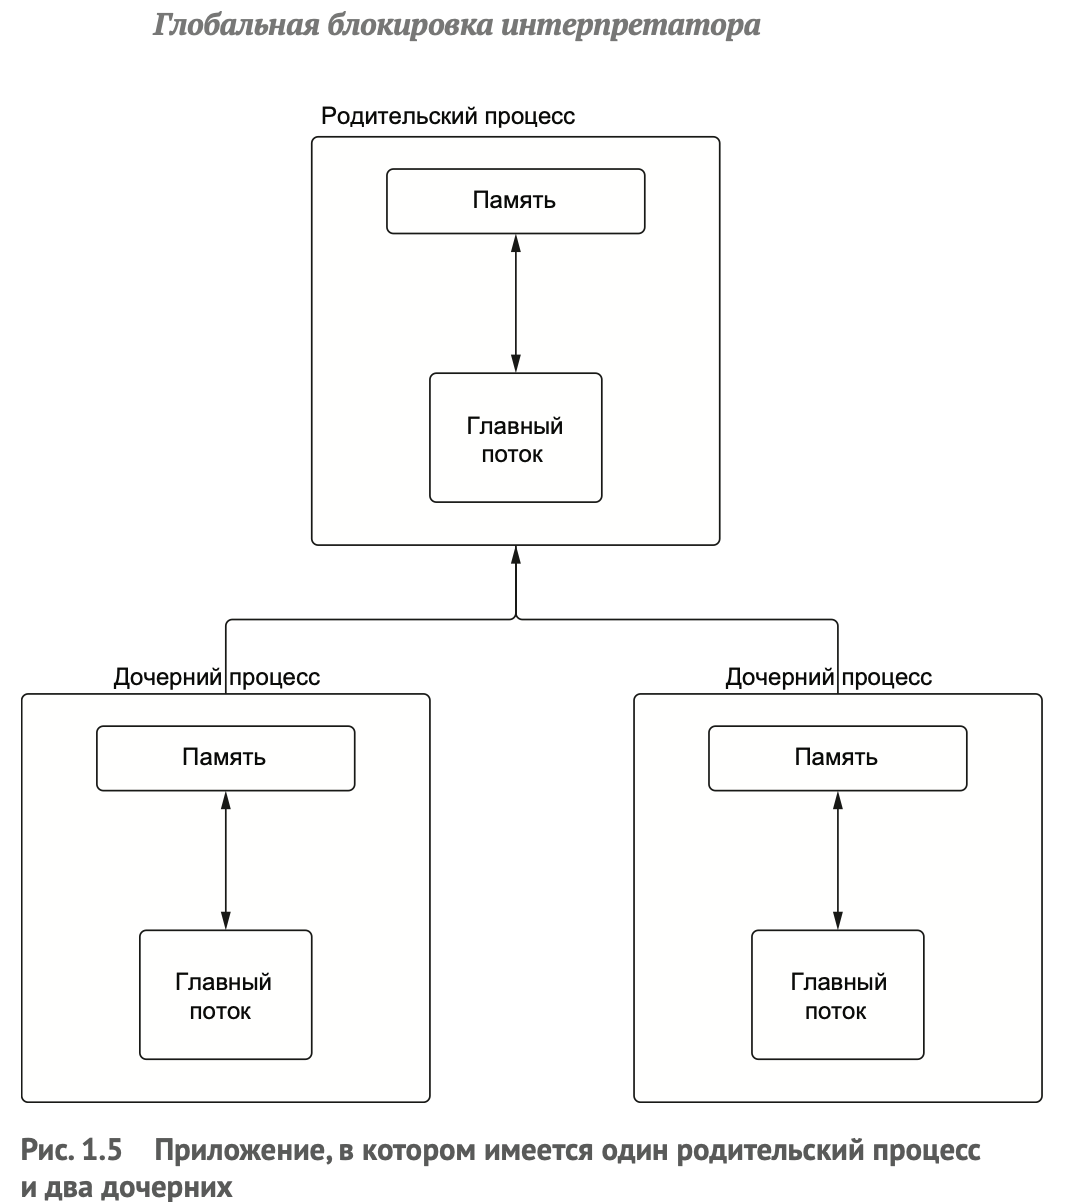 Глобальная блокировка интерпретатора
Родительский процесс
Память
Главный
поток
Дочерний процесс
Дочерний процесс
Память
Память
Главный
поток
Главный
поток
Рис. 1.5 Приложение, в котором имеется один родительский процесс
и два дочерних